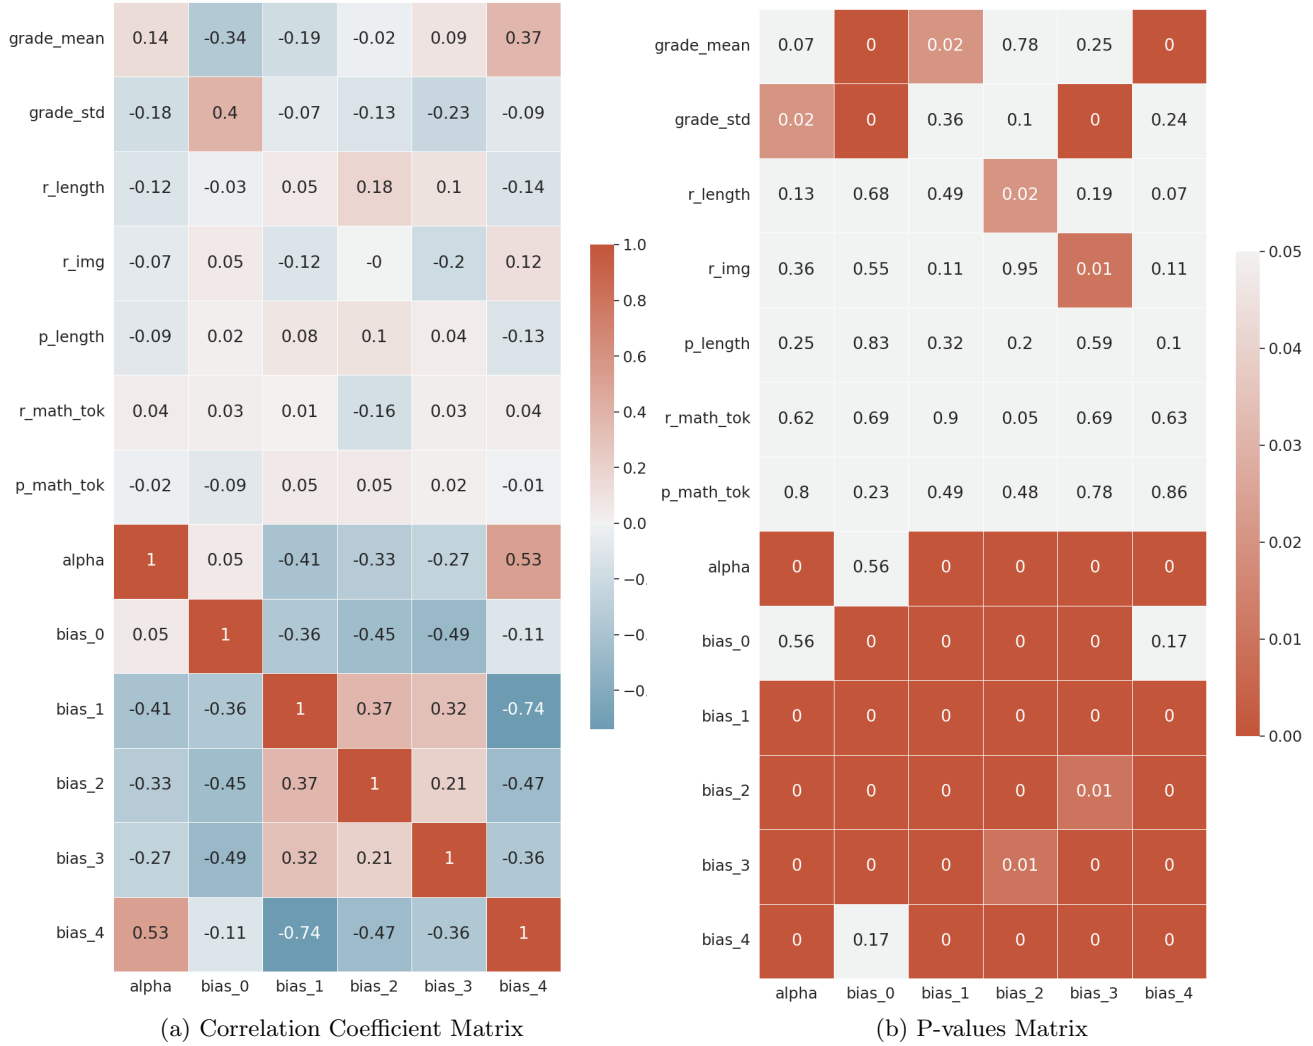 grade_mean 0.14 -0.34 -0.19 -0.02 0.09 0.37
grade_std -0.18 0.4 -0.07 -0.13 -0.23 -0.09
r_length -0.12 -0.03 0.05 0.18 0.1 -0.14
r_img -0.07 0.05 -0.12 -0 -0.2 0.12
p_length -0.09 0.02 0.08 0.1 0.04 -0.13
r_math_tok 0.04 0.03 0.01 -0.16 0.03 0.04
p_math_tok -0.02 -0.09 0.05 0.05 0.02 -0.01
alpha 1 0.05 -0.41 -0.33 -0.27 0.53
bias_0 0.05 1 -0.36 -0.45 -0.49 -0.11
bias_1 -0.41 -0.36 1 0.37 0.32 -0.74
bias_2 -0.33 -0.45 0.37 1 0.21 -0.47
bias_3 -0.27 -0.49 0.32 0.21 1 -0.36
bias_4 0.53 -0.11 -0.74 -0.47 -0.36 1
alpha bias_0 bias_1 bias_2 bias_3 bias_4
1.0
0.8
0.6
0.4
0.2
0.0
−0.
−0.
−0.
(a) Correlation Coefficient Matrix
grade_mean 0.07 0 0.02 0.78 0.25 0
grade_std 0.02 0 0.36 0.1 0 0.24
r_length 0.13 0.68 0.49 0.02 0.19 0.07
r_img 0.36 0.55 0.11 0.95 0.01 0.11
p_length 0.25 0.83 0.32 0.2 0.59 0.1
r_math_tok 0.62 0.69 0.9 0.05 0.69 0.63
p_math_tok 0.8 0.23 0.49 0.48 0.78 0.86
alpha 0 0.56 0 0 0 0
bias_0 0.56 0 0 0 0 0.17
bias_1 0 0 0 0 0 0
bias_2 0 0 0 0 0.01 0
bias_3 0 0 0 0.01 0 0
bias_4 0 0.17 0 0 0 0
alpha bias_0 bias_1 bias_2 bias_3 bias_4
0.05
0.04
0.03
0.02
0.01
0.00
(b) P-values Matrix